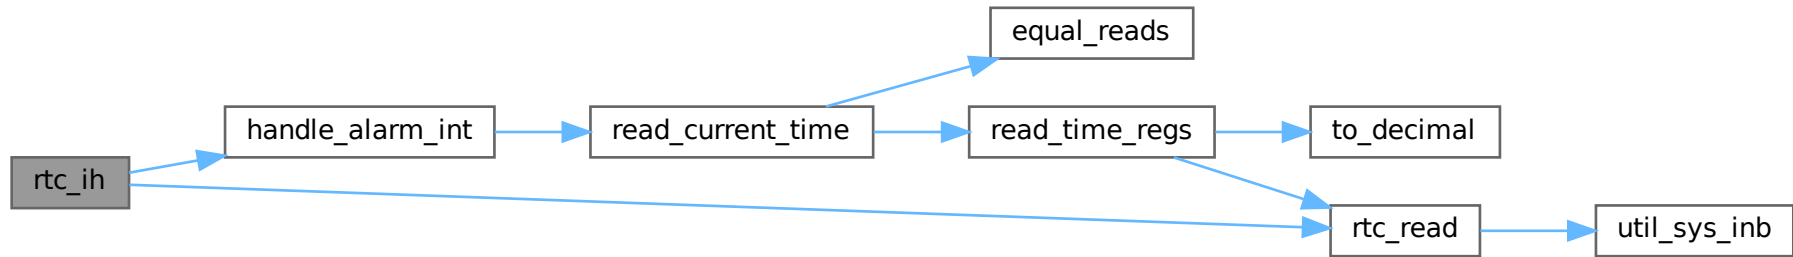 equal_reads
handle_alarm_int
read_current_time
read_time_regs
to_decimal
rtc_ih
rtc_read
util_sys_inb